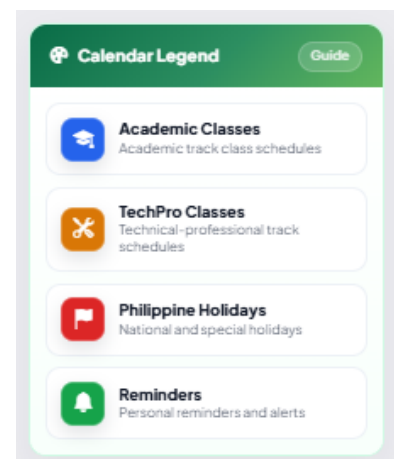 Calendar Legend
Guide
Academic Classes
Academic track class schedules
TechPro Classes
Technical-professional track
schedules
Philippine Holidays
National and special holidays
Reminders
Personal reminders and alerts